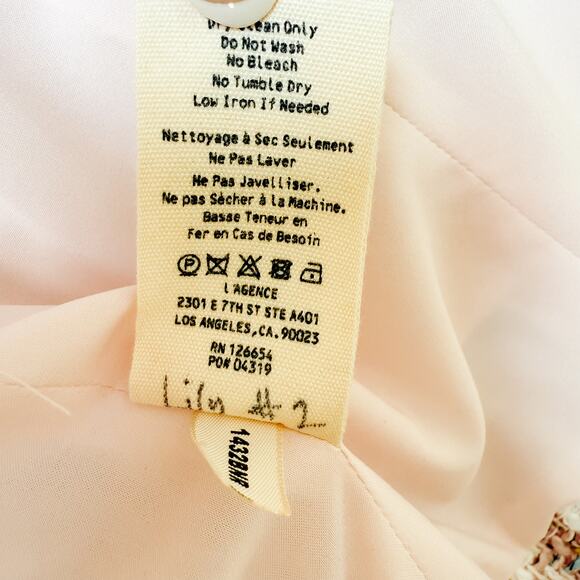 Dry Clean Only
Do Not Wash
No Bleach
No Tumble Dry
Low Iron If Needed
Nettoyage à Sec Seulement
Ne Pas Laver
Ne Pas Javelliser.
Ne pas Sècher à la Machine.
Basse Teneur en
Fer en Cas de Besoin
P
L'AGENCE
2301 E 7TH ST STE A401
LOS ANGELES, CA. 90023
RN 126654
PO# 04319
Lily # 2
1432BNP